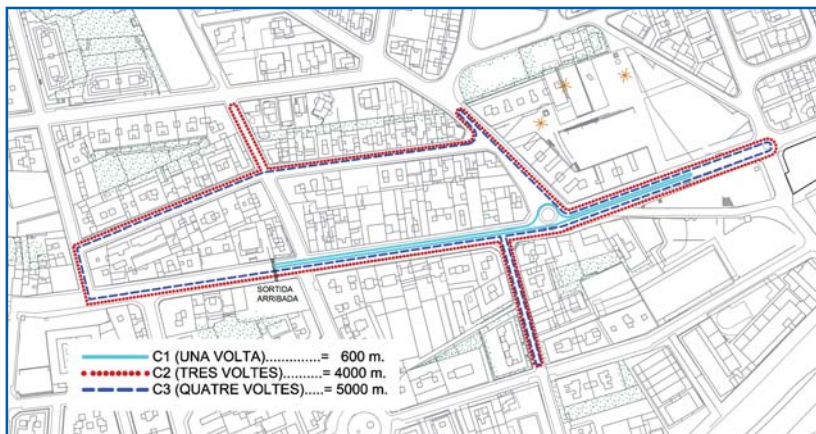 SORTIDA
ARRIBADA
C1 (UNA VOLTA)..............= 600 m.
C2 (TRES VOLTES)..........= 4000 m.
C3 (QUATRE VOLTES).....= 5000 m.